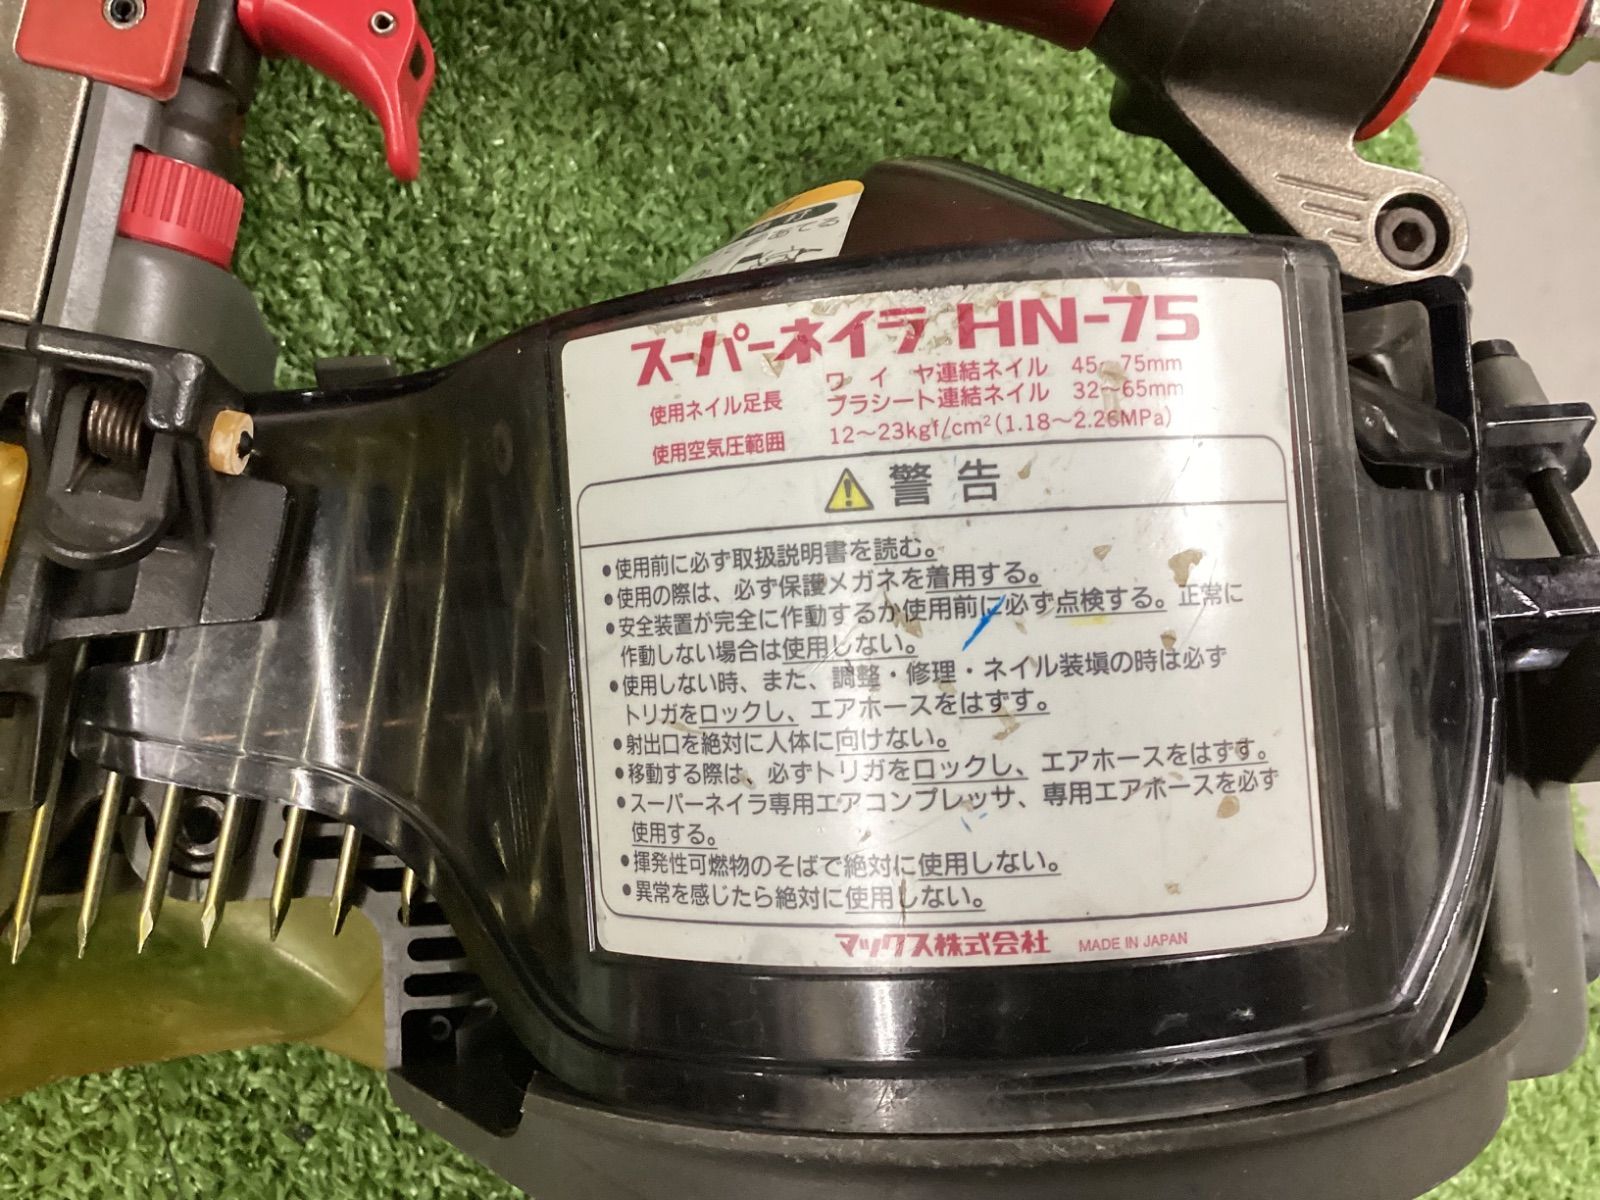 あてる
スーパーネイラ HN-75
使用ネイル足長 ワイヤ連結ネイル 45～75mm
プラシート連結ネイル 32～65mm
使用空気圧範囲 12～23kgf/cm²(1.18～2.26MPa)
警告
•使用前に必ず取扱説明書を読む。
•使用の際は、必ず保護メガネを着用する。
•安全装置が完全に作動するか使用前に必ず点検する。正常に
作動しない場合は使用しない。
•使用しない時、また、調整・修理・ネイル装塡の時は必ず
トリガをロックし、エアホースをはずす。
•射出口を絶対に人体に向けない。
•移動する際は、必ずトリガをロックし、エアホースをはずす。
•スーパーネイラ専用エアコンプレッサ、専用エアホースを必ず
使用する。
•揮発性可燃物のそばで絶対に使用しない。
•異常を感じたら絶対に使用しない。
マックス株式会社 MADE IN JAPAN